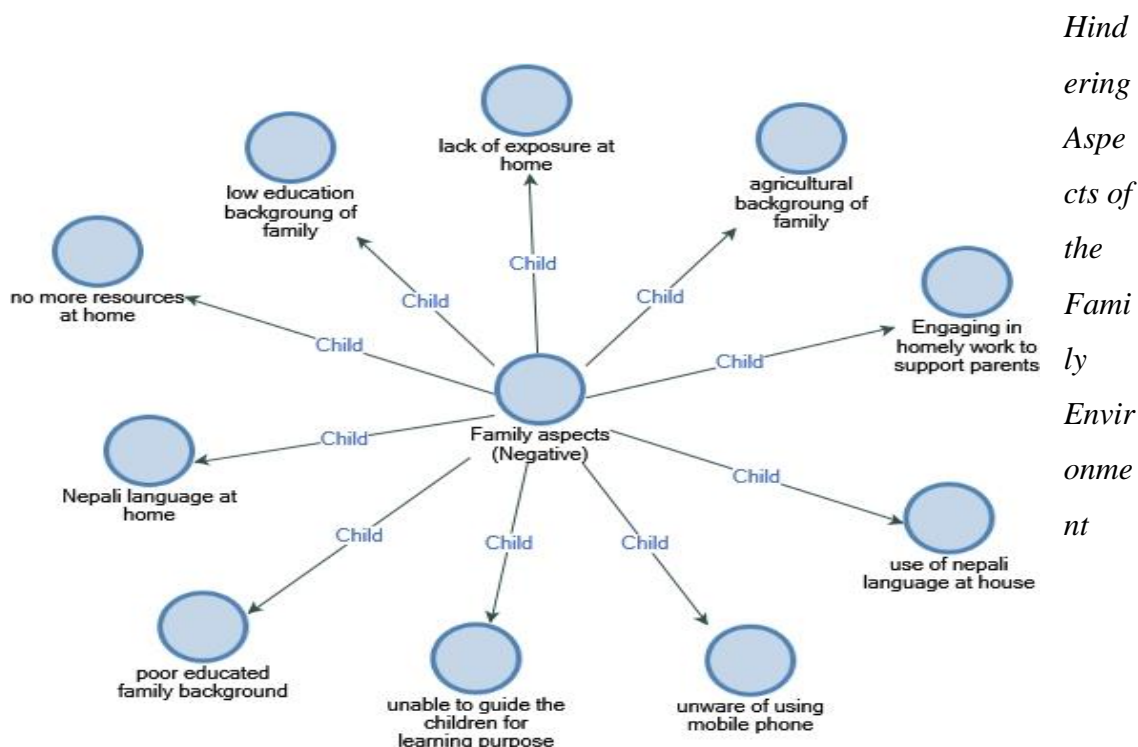 Hind
ering
Aspe
cts of
the
Fami
ly
Envir
onme
nt
lack of exposure at
home
low education
backgroung of
family
agricultural
backgroung of
family
no more resources
at home
Engaging in
homely work to
support parents
Child
Child
Child
Child
Child
Family aspects
(Negative)
Child
Child
Nepali language at
home
use of nepali
language at house
Child
Child
Child
poor educated
family background
unable to guide the
children for
learning purpose
unware of using
mobile phone